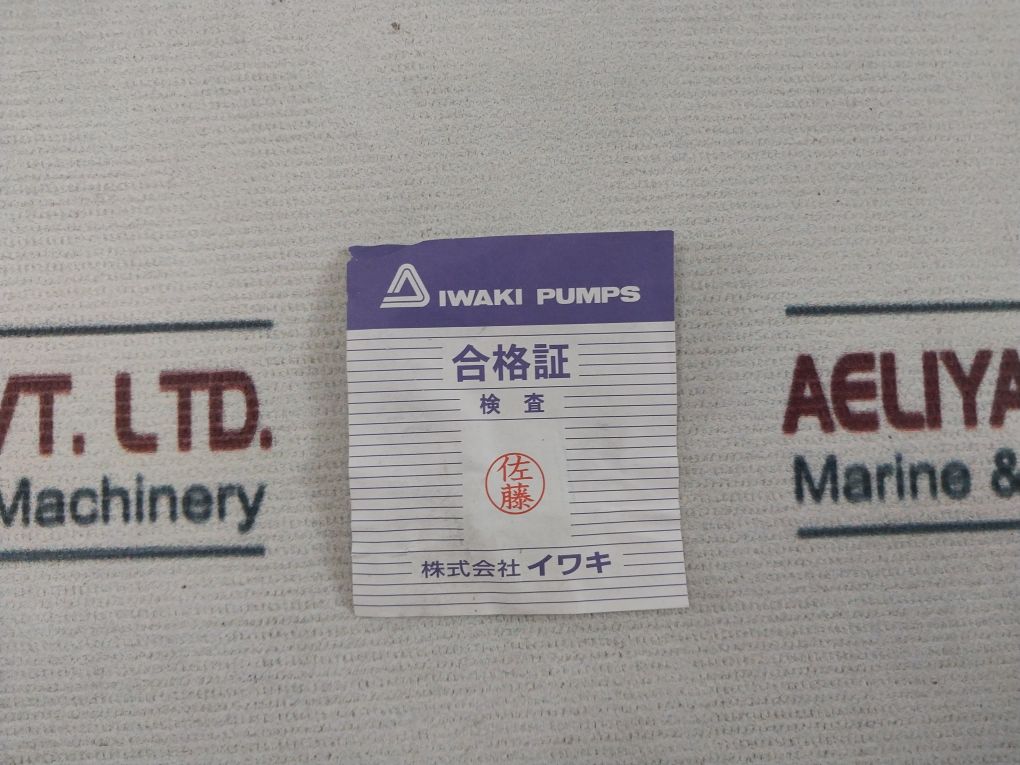 IWAKI PUMPS
合格証
検査
佐藤
株式会社 イワキ
VT. LTD.
Machinery
AELIYA
Marine &